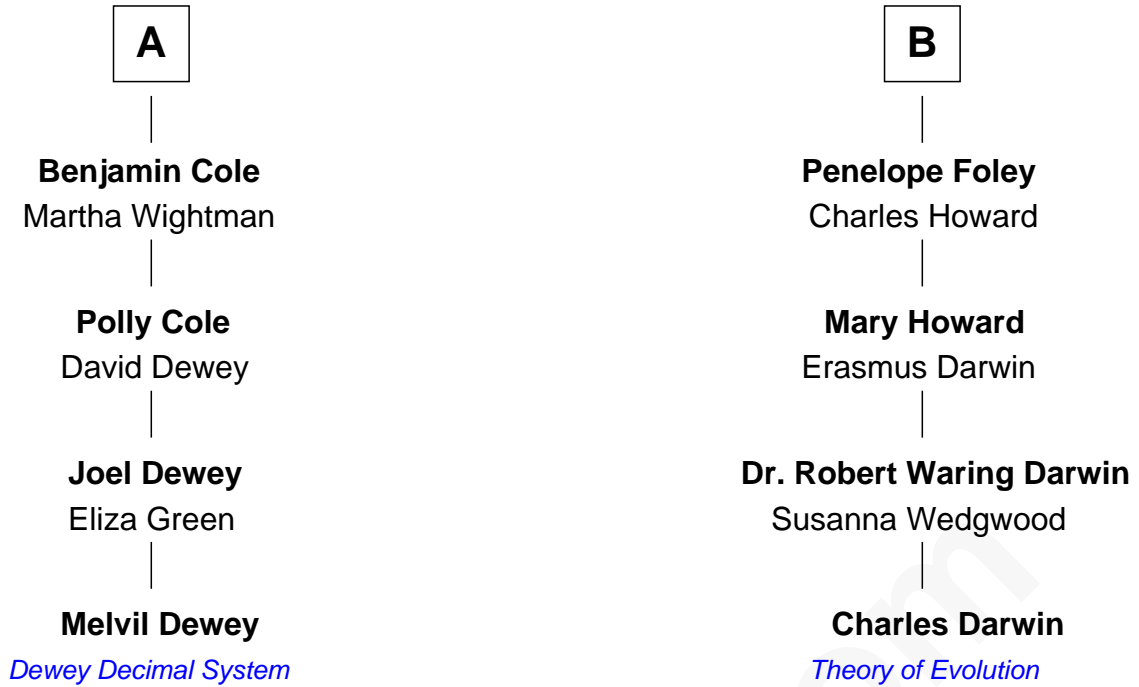 A
Benjamin Cole
Martha Wightman
Polly Cole
David Dewey
Joel Dewey
Eliza Green
Melvil Dewey
Dewey Decimal System
B
Penelope Foley
Charles Howard
Mary Howard
Erasmus Darwin
Dr. Robert Waring Darwin
Susanna Wedgwood
Charles Darwin
Theory of Evolution